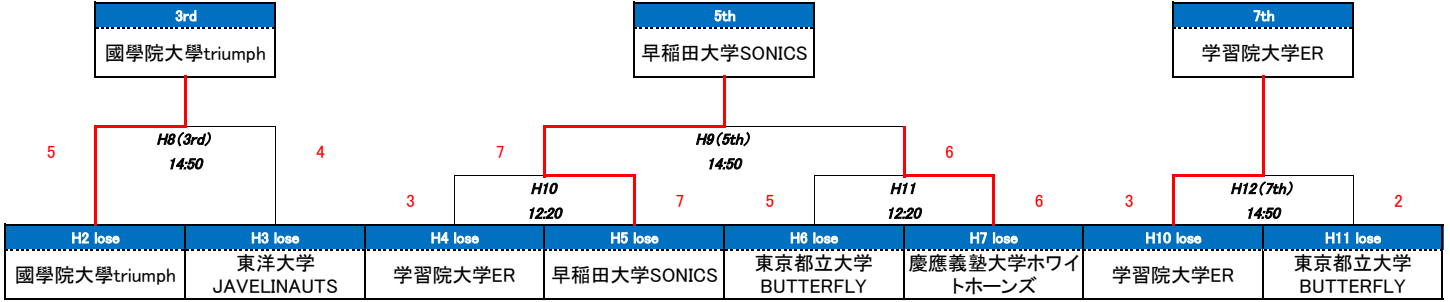 3rd
5th
7th
國學院大學triumph
早稲田大学SONICS
学習院大学ER
H8(3rd)
H9(5th)
5
4
7
6
14:50
14:50
H10
H11
H12(7th)
3
7
5
6
3
2
12:20
12:20
14:50
H2 lose
H3 lose
H4 lose
H5 lose
H6 lose
H7 lose
H10 lose
H11 lose
國學院大學triumph
東洋大学
JAVELINAUTS
学習院大学ER
早稲田大学SONICS
東京都立大学
BUTTERFLY
慶應義塾大学ホワイ
トホーンズ
学習院大学ER
東京都立大学
BUTTERFLY